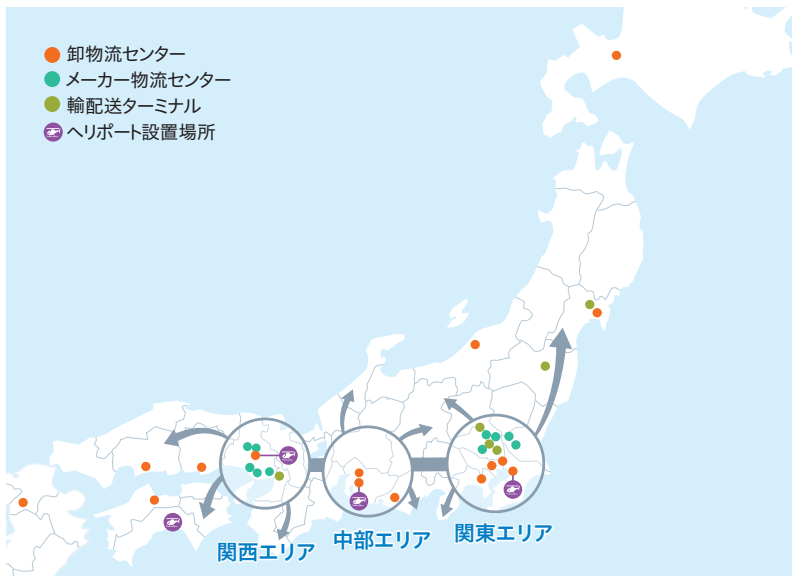 卸物流センター
メーカー物流センター
輸配送ターミナル
ヘリポート設置場所
関西エリア
中部エリア
関東エリア